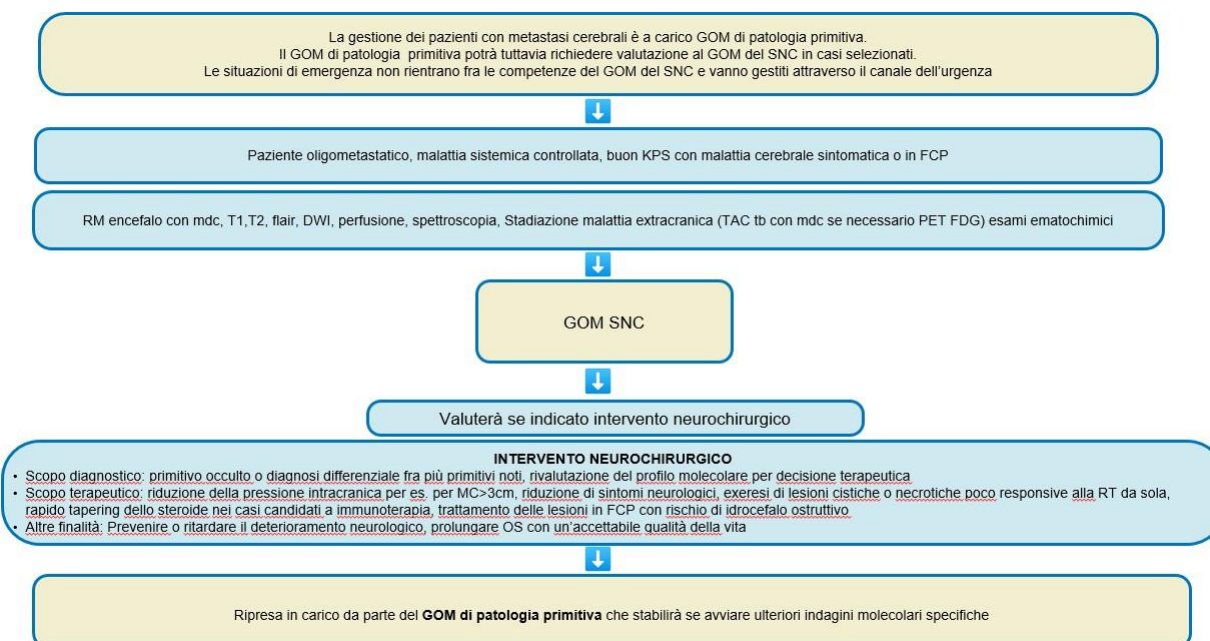 La gestione dei pazienti con metastasi cerebrali è a carico GOM di patologia primitiva.
Il GOM di patologia primitiva potrà tuttavia richiedere valutazione al GOM del SNC in casi selezionati.
Le situazioni di emergenza non rientrano fra le competenze del GOM del SNC e vanno gestiti attraverso il canale dell'urgenza
Paziente oligometastatico, malattia sistemica controllata, buon KPS con malattia cerebrale sintomatica o in FCP
RM encefalo con mdc, T1,T2, flair, DWI, perfusione, spettroscopia, Stadiazione malattia extracranica (TAC tb con mdc se necessario PET FDG) esami ematochimici
GOM SNC
Valuterà se indicato intervento neurochirurgico
INTERVENTO NEUROCHIRURGICO
• Scopo diagnostico: primitivo occulto o diagnosi differenziale fra più primitivi noti, rivalutazione del profilo molecolare per decisione terapeutica
• Scopo terapeutico: riduzione della pressione intracranica per es. per MC>3cm, riduzione di sintomi neurologici, exeresi di lesioni cistiche o necrotiche poco responsive alla RT da sola,
rapido tapering dello steroide nei casi candidati a immunoterapia, trattamento delle lesioni in FCP con rischio di idrocefalo ostruttivo
• Altre finalità: Prevenire o ritardare il deterioramento neurologico, prolungare OS con un'accettabile qualità della vita
Ripresa in carico da parte del GOM di patologia primitiva che stabilirà se avviare ulteriori indagini molecolari specifiche